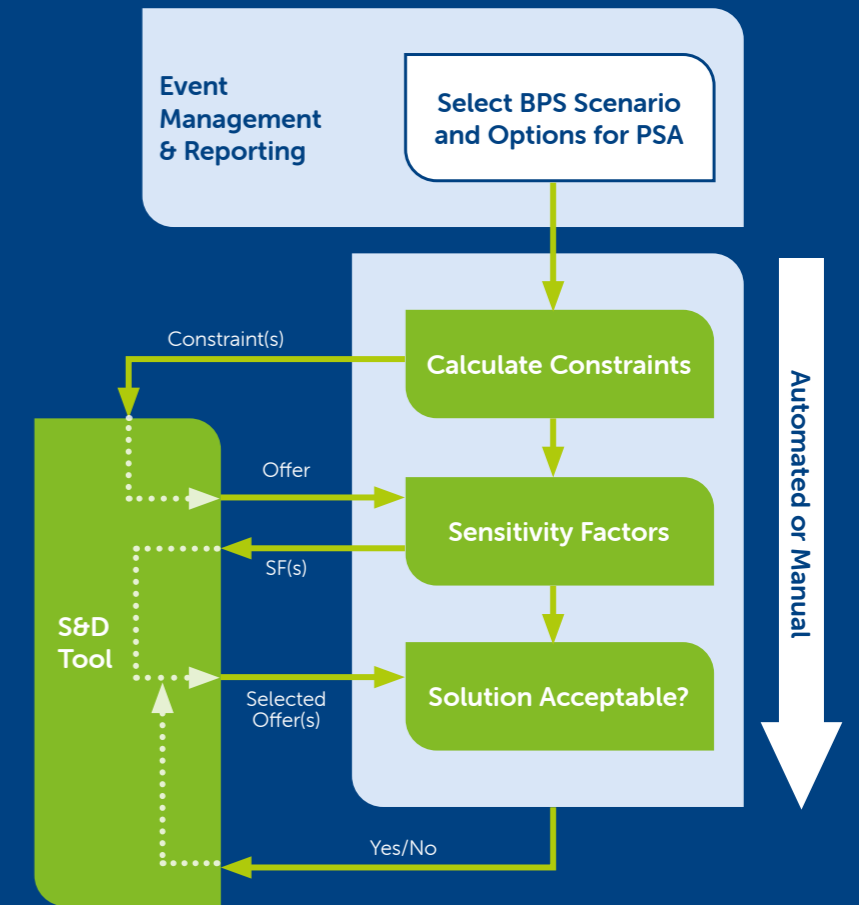 Event
Management
& Reporting
Select BPS Scenario
and Options for PSA
Constraint(s)
Calculate Constraints
Offer
Sensitivity Factors
SF(s)
S&D
Tool
Selected
Offer(s)
Solution Acceptable?
Yes/No
Automated or Manual